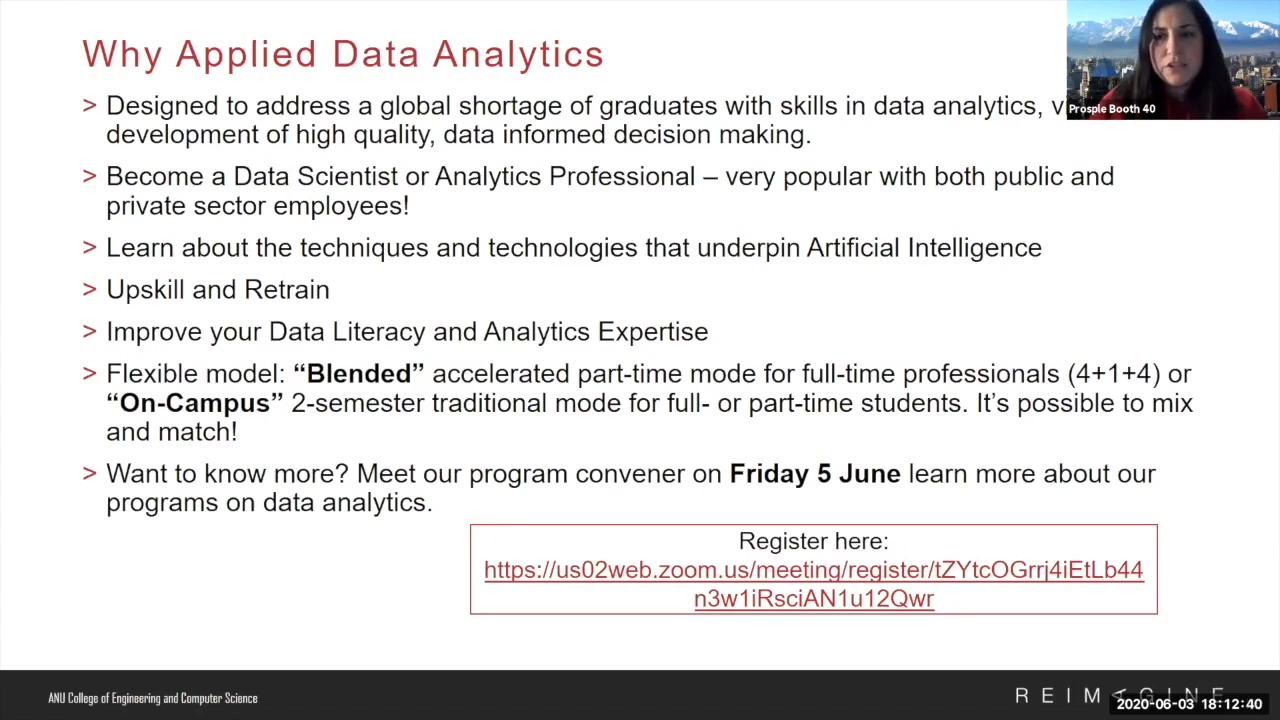 Why Applied Data Analytics
> Designed to address a global shortage of graduates with skills in data analytics,
development of high quality, data informed decision making.
> Become a Data Scientist or Analytics Professional – very popular with both public and
private sector employees!
> Learn about the techniques and technologies that underpin Artificial Intelligence
> Upskill and Retrain
> Improve your Data Literacy and Analytics Expertise
> Flexible model: “Blended” accelerated part-time mode for full-time professionals (4+1+4) or
“On-Campus” 2-semester traditional mode for full- or part-time students. It’s possible to mix
and match!
> Want to know more? Meet our program convener on Friday 5 June learn more about our
programs on data analytics.
Register here:
https://us02web.zoom.us/meeting/register/tZYtcOGrrj4iEtLb44
n3w1iRsciAN1u12Qwr
Prosple Booth 40
ANU College of Engineering and Computer Science
REIMAGINE
2020-06-03 18:12:40